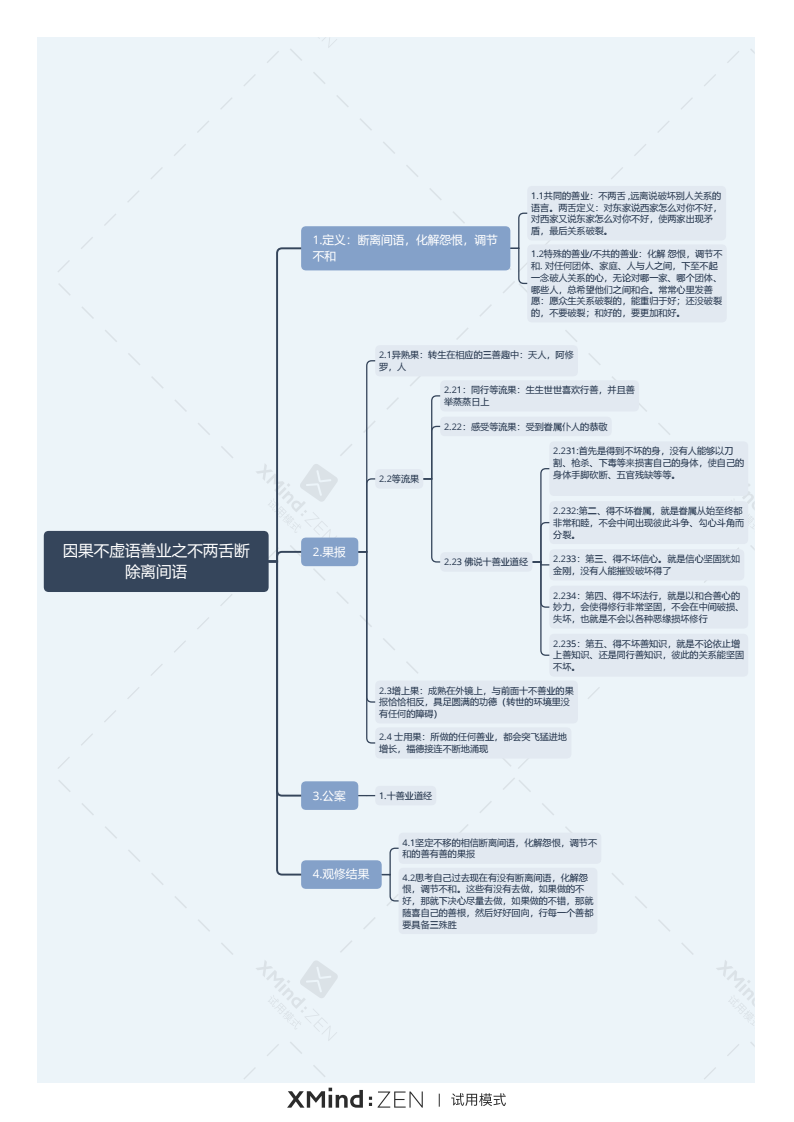 因果不虚语善业之不两舌断
除离间语
1.定义：断离间语，化解怨恨，调节
不和
1.1共同的善业：不两舌 ,远离说破坏别人关系的
语言。两舌定义：对东家说西家怎么对你不好，
对西家又说东家怎么对你不好，使两家出现矛
盾，最后关系破裂。
1.2特殊的善业/不共的善业：化解 怨恨，调节不
和. 对任何团体、家庭、人与人之间，下至不起
一念破人关系的心，无论对哪一家、哪个团体、
哪些人，总希望他们之间和合。常常心里发善
愿：愿众生关系破裂的，能重归于好；还没破裂
的，不要破裂；和好的，要更加和好。
2.果报
2.1异熟果：转生在相应的三善趣中：天人，阿修
罗，人
2.2等流果
2.21：同行等流果：生生世世喜欢行善，并且善
举蒸蒸日上
2.22：感受等流果：受到眷属仆人的恭敬
2.23 佛说十善业道经
2.231:首先是得到不坏的身，没有人能够以刀
割、枪杀、下毒等来损害自己的身体，使自己的
身体手脚砍断、五官残缺等等。
2.232:第二、得不坏眷属，就是眷属从始至终都
非常和睦，不会中间出现彼此斗争、勾心斗角而
分裂。
2.233：第三、得不坏信心。就是信心坚固犹如
金刚，没有人能摧毁破坏得了
2.234：第四、得不坏法行，就是以和合善心的
妙力，会使得修行非常坚固，不会在中间破损、
失坏，也就是不会以各种恶缘损坏修行
2.235：第五、得不坏善知识，就是不论依止增
上善知识、还是同行善知识，彼此的关系能坚固
不坏。
2.3增上果：成熟在外镜上，与前面十不善业的果
报恰恰相反，具足圆满的功德（转世的环境里没
有任何的障碍）
2.4 士用果：所做的任何善业，都会突飞猛进地
增长，福德接连不断地涌现
3.公案
1.十善业道经
4.观修结果
4.1坚定不移的相信断离间语，化解怨恨，调节不
和的善有善的果报
4.2思考自己过去现在有没有断离间语，化解怨
恨，调节不和。这些有没有去做，如果做的不
好，那就下决心尽量去做，如果做的不错，那就
随喜自己的善根，然后好好回向，行每一个善都
要具备三殊胜
XMind:ZEN
试用模式
XMind:ZEN
试用模式
XMind
试用模
XMind:ZEN | 试用模式